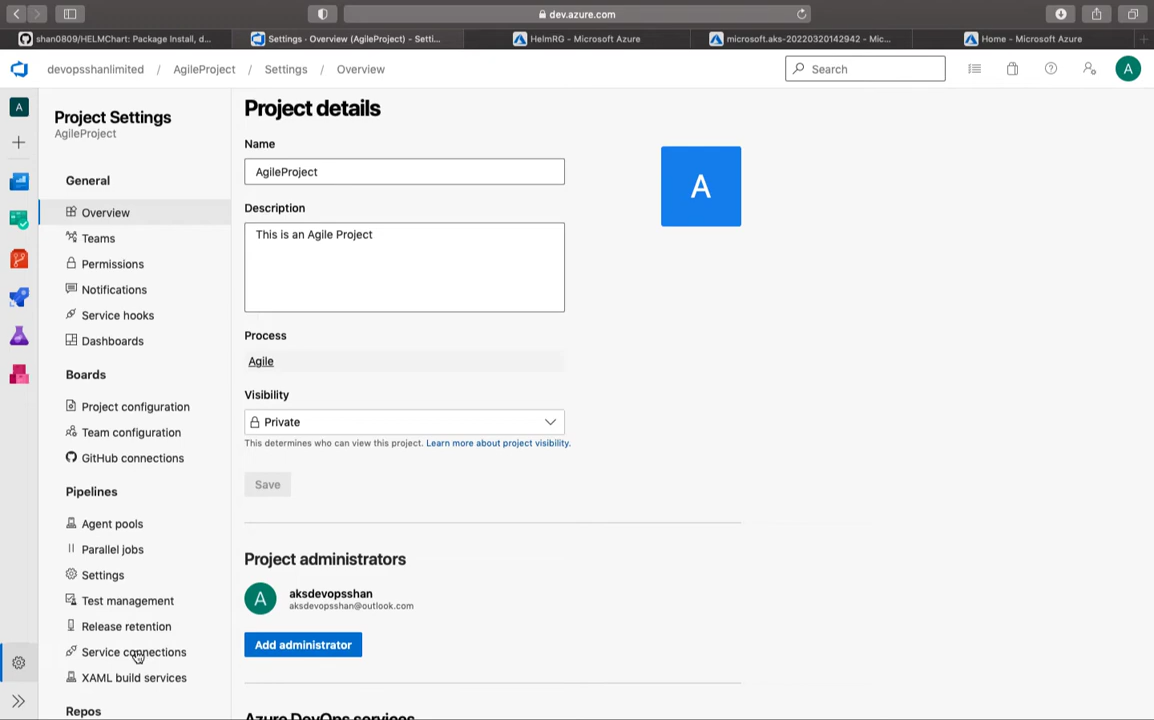 dev.azure.com
shan0809/HELMChart: Package Install, d...
Settings · Overview (AgileProject) - Setti...
HelmRG - Microsoft Azure
microsoft.aks-20220320142942 - Mic...
Home - Microsoft Azure
devopsshanlimited / AgileProject / Settings / Overview
Search
A
A
Project Settings
AgileProject
General
Overview
Teams
Permissions
Notifications
Service hooks
Dashboards
Boards
Project configuration
Team configuration
GitHub connections
Pipelines
Agent pools
Parallel jobs
Settings
Test management
Release retention
Service connections
XAML build services
Repos
Project details
Name
AgileProject
A
Description
This is an Agile Project
Process
Agile
Visibility
Private
This determines who can view this project. Learn more about project visibility.
Save
Project administrators
A
aksdevopsshan
aksdevopsshan@outlook.com
Add administrator
Azure DevOps services